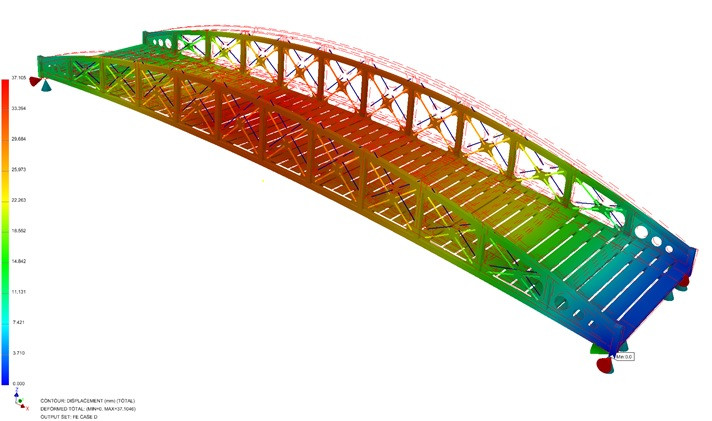 37.105
33.394
29.684
25.973
22.263
18.552
14.842
11.131
7.421
3.710
0.000
Min 0.0
Z
Y
X
CONTOUR: DISPLACEMENT (mm) (TOTAL)
DEFORMED TOTAL: (MIN=0. MAX=37.1046)
OUTPUT SET: FE CASE D